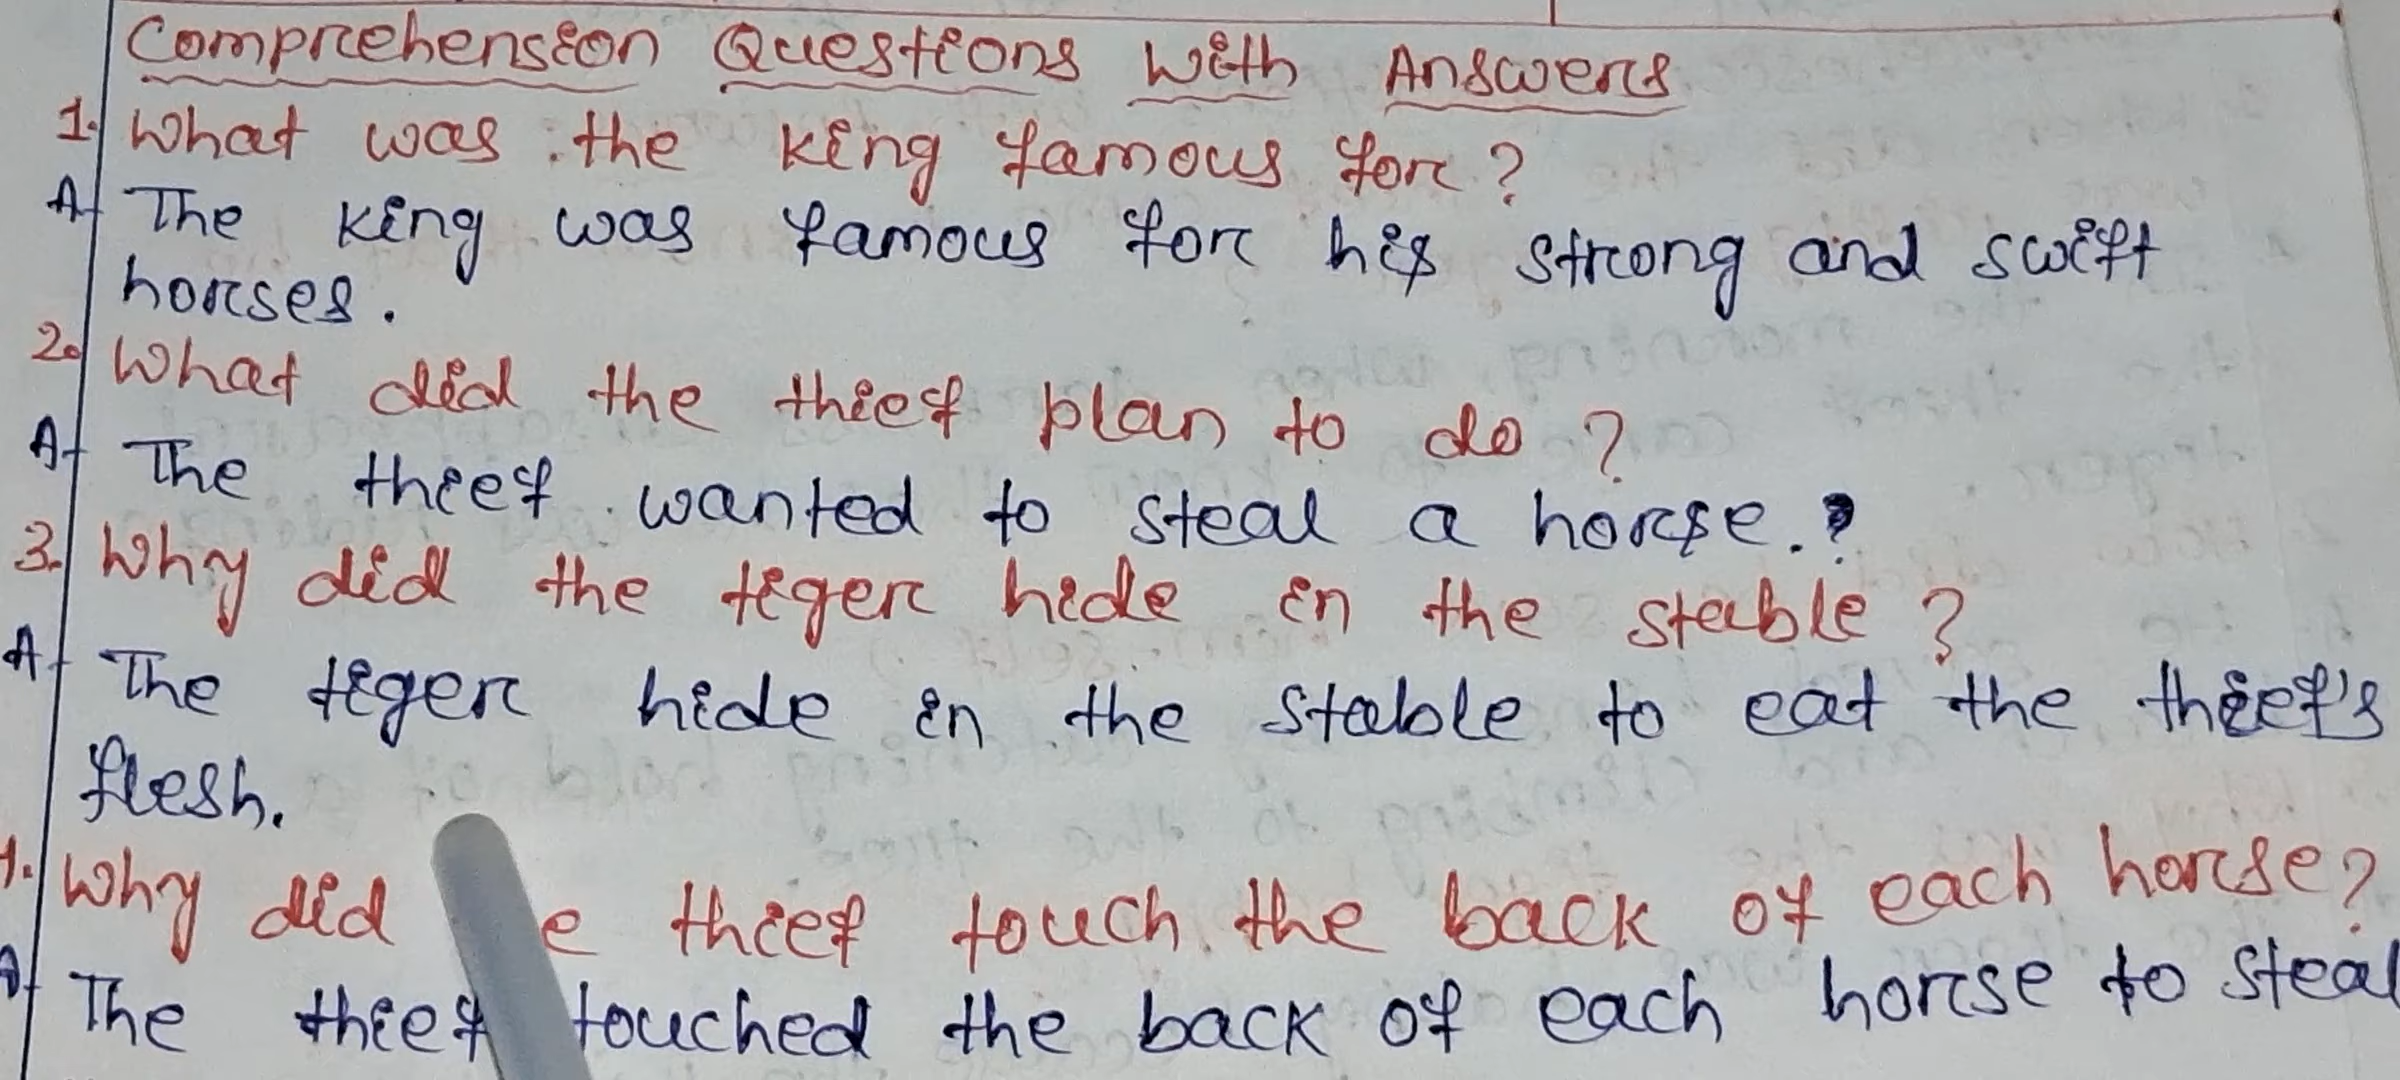 Comprehension Questions With Answers
1. What was the king famous for?
A- The king was famous for his strong and swift
horses.
2. What did the thief plan to do?
A- The thief wanted to steal a horse.
3. Why did the tiger hide in the stable?
A- The tiger hide in the stable to eat the thief's
flesh.
Why did thief touch the back of each horse?
The thief touched the back of each horse to steal